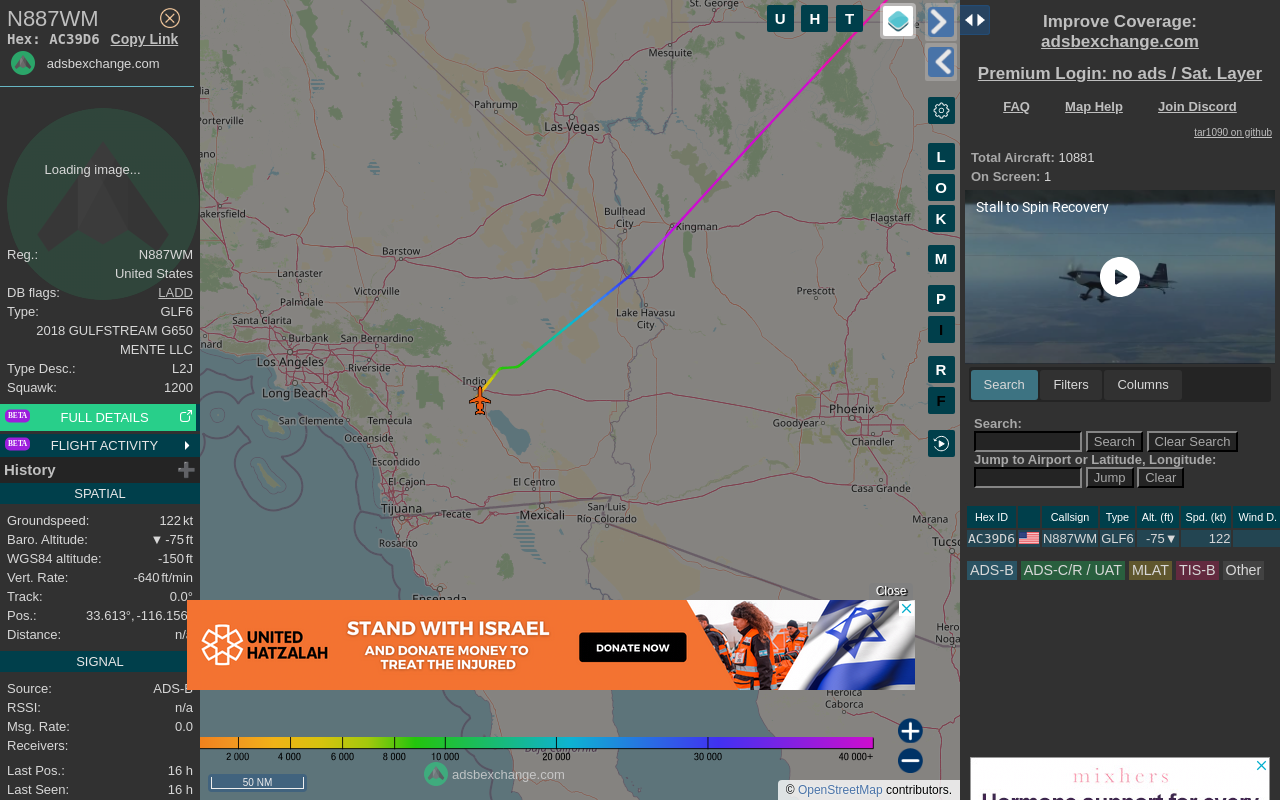 N887WM
Hex: AC39D6 Copy Link
adsbexchange.com
Loading image...
Reg.: N887WM
United States
DB flags: LADD
Type: GLF6
2018 GULFSTREAM G650
MENTE LLC
Type Desc.: L2J
Squawk: 1200
BETA FULL DETAILS
BETA FLIGHT ACTIVITY
History
SPATIAL
Groundspeed: 122 kt
Baro. Altitude: ▼ -75 ft
WGS84 altitude: -150 ft
Vert. Rate: -640 ft/min
Track: 0.0°
Pos.: 33.613°, -116.156
Distance: n/a
SIGNAL
Source: ADS-B
RSSI: n/a
Msg. Rate: 0.0
Receivers:
Last Pos.: 16 h
Last Seen: 16 h
U H T
L
O
K
M
P
I
R
F
St. George
Mesquite
Pahrump
Las Vegas
Porterville
Bullhead
City
Kingman
Flagstaff
akersfield
Barstow
Lancaster
Victorville
Palmdale
Prescott
Santa Clarita
Lake Havasu
City
Burbank
San Bernardino
Los Angeles
Riverside
Long Beach
Indio
San Clemente
Temecula
Phoenix
Goodyear
Chandler
Oceanside
Escondido
El Cajon
El Centro
Casa Grande
Tijuana
Tecate
Mexicali
San Luis
Río Colorado
Marana
Rosarito
Ensenada
Heroica
Caborca
Close
UNITED
HATZALAH
STAND WITH ISRAEL
AND DONATE MONEY TO
TREAT THE INJURED
DONATE NOW
2 000 4 000 6 000 8 000 10 000 20 000 30 000 40 000+
Baja California
adsbexchange.com
50 NM
© OpenStreetMap contributors.
Improve Coverage:
adsbexchange.com
Premium Login: no ads / Sat. Layer
FAQ Map Help Join Discord
tar1090 on github
Total Aircraft: 10881
On Screen: 1
Stall to Spin Recovery
Search Filters Columns
Search:
Search Clear Search
Jump to Airport or Latitude, Longitude:
Jump Clear
Hex ID Callsign Type Alt. (ft) Spd. (kt) Wind D.
AC39D6 N887WM GLF6 -75▼ 122
ADS-B ADS-C/R / UAT MLAT TIS-B Other
mixhers
Hormone support for every